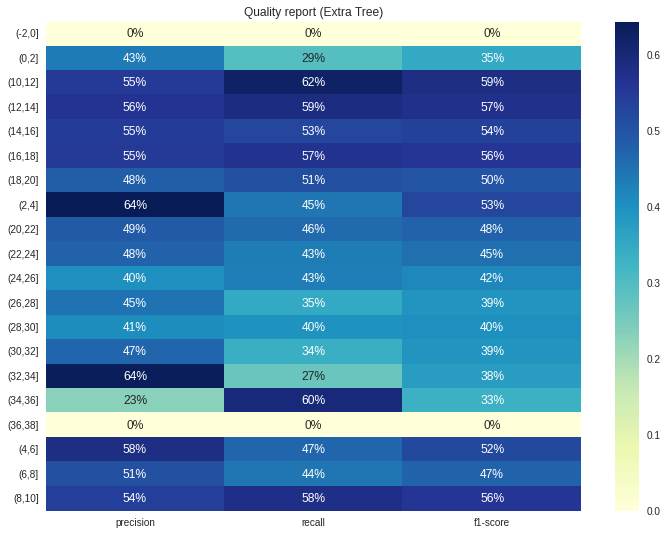 Quality report (Extra Tree)
(-2,0] 0% 0% 0%
(0,2] 43% 29% 35%
(10,12] 55% 62% 59%
(12,14] 56% 59% 57%
(14,16] 55% 53% 54%
(16,18] 55% 57% 56%
(18,20] 48% 51% 50%
(2,4] 64% 45% 53%
(20,22] 49% 46% 48%
(22,24] 48% 43% 45%
(24,26] 40% 43% 42%
(26,28] 45% 35% 39%
(28,30] 41% 40% 40%
(30,32] 47% 34% 39%
(32,34] 64% 27% 38%
(34,36] 23% 60% 33%
(36,38] 0% 0% 0%
(4,6] 58% 47% 52%
(6,8] 51% 44% 47%
(8,10] 54% 58% 56%
precision recall f1-score
0.6
0.5
0.4
0.3
0.2
0.1
0.0